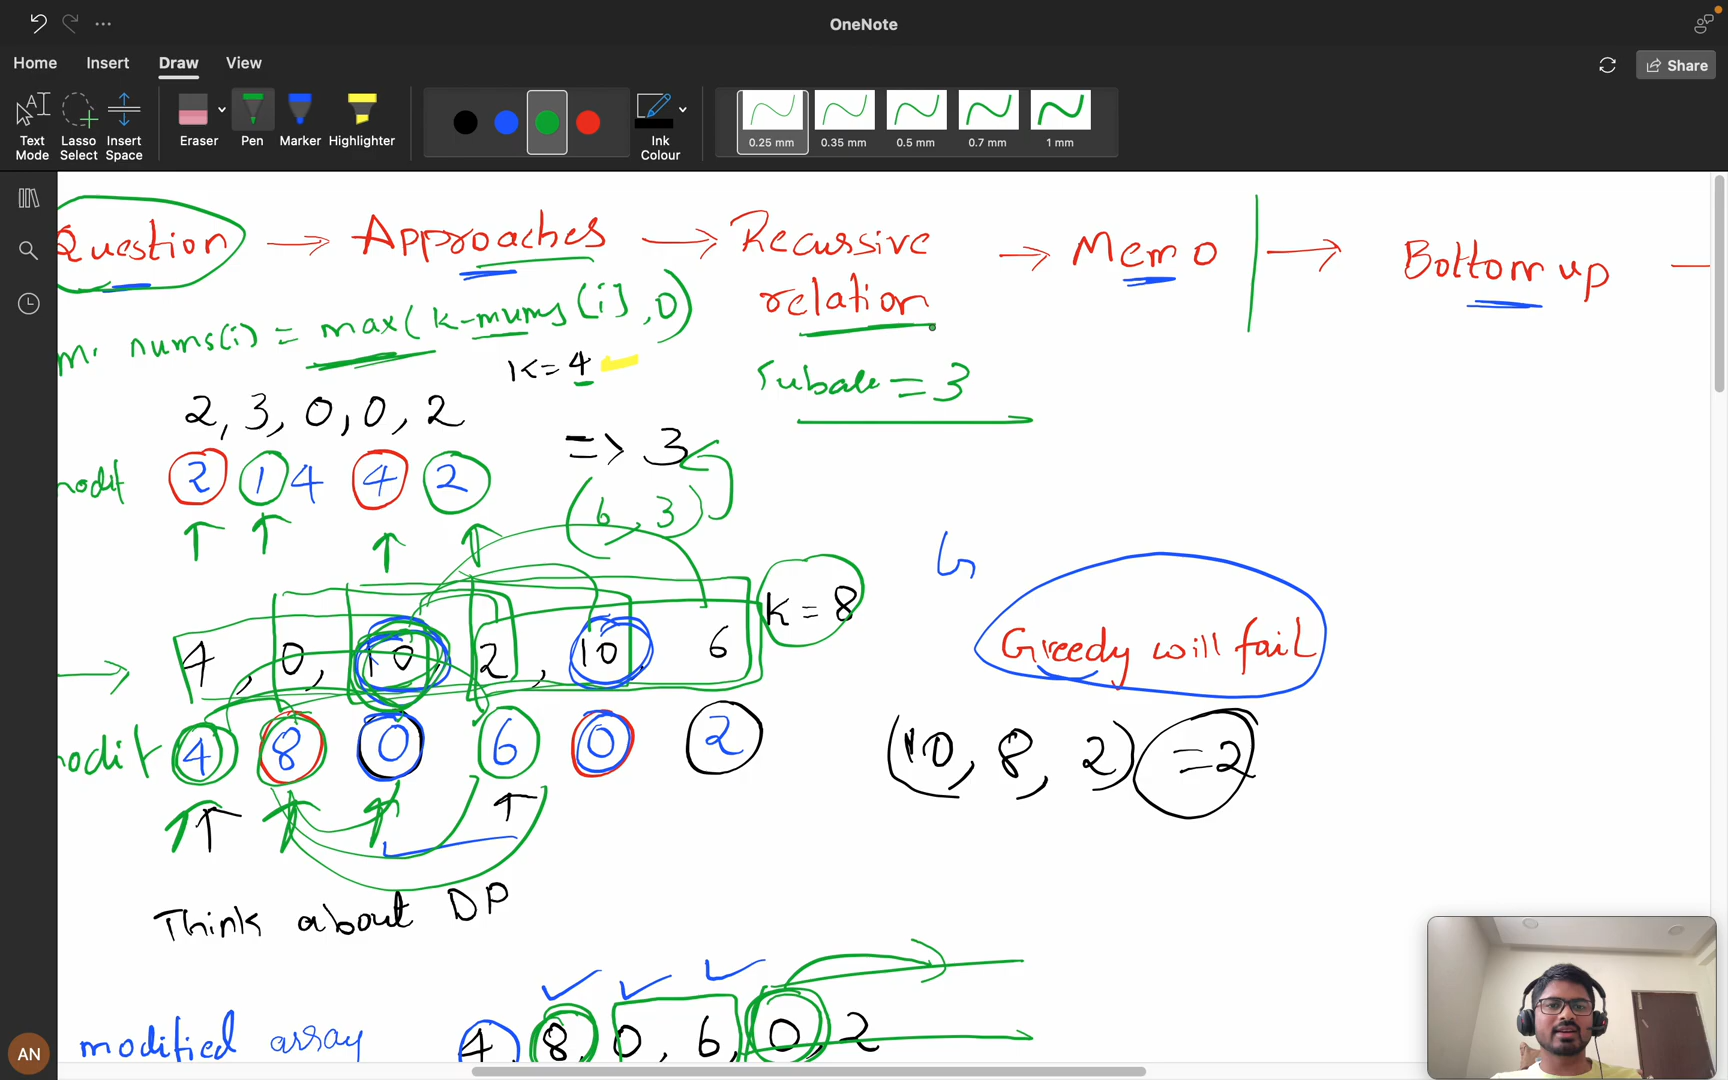 OneNote
Home Insert Draw View
Share
Text Mode
Lasso Select
Insert Space
Eraser
Pen
Marker
Highlighter
Ink Colour
0.25 mm
0.35 mm
0.5 mm
0.7 mm
1 mm
Question → Approaches → Recussive relation → Memo → Bottom up
m. nums(i) = max(k-nums[i],0)
K=4
= 3
2, 3, 0, 0, 2
=> 3
modit 2 1 4 4 2
(6, 3)
K = 8
4, 0, 10, 2, 10, 6
Greedy will fail
modit 4 8 0 6 0 2
(10, 8, 2) = 2
Think about DP
modified array 4, 8, 0, 6, 0, 2
AN